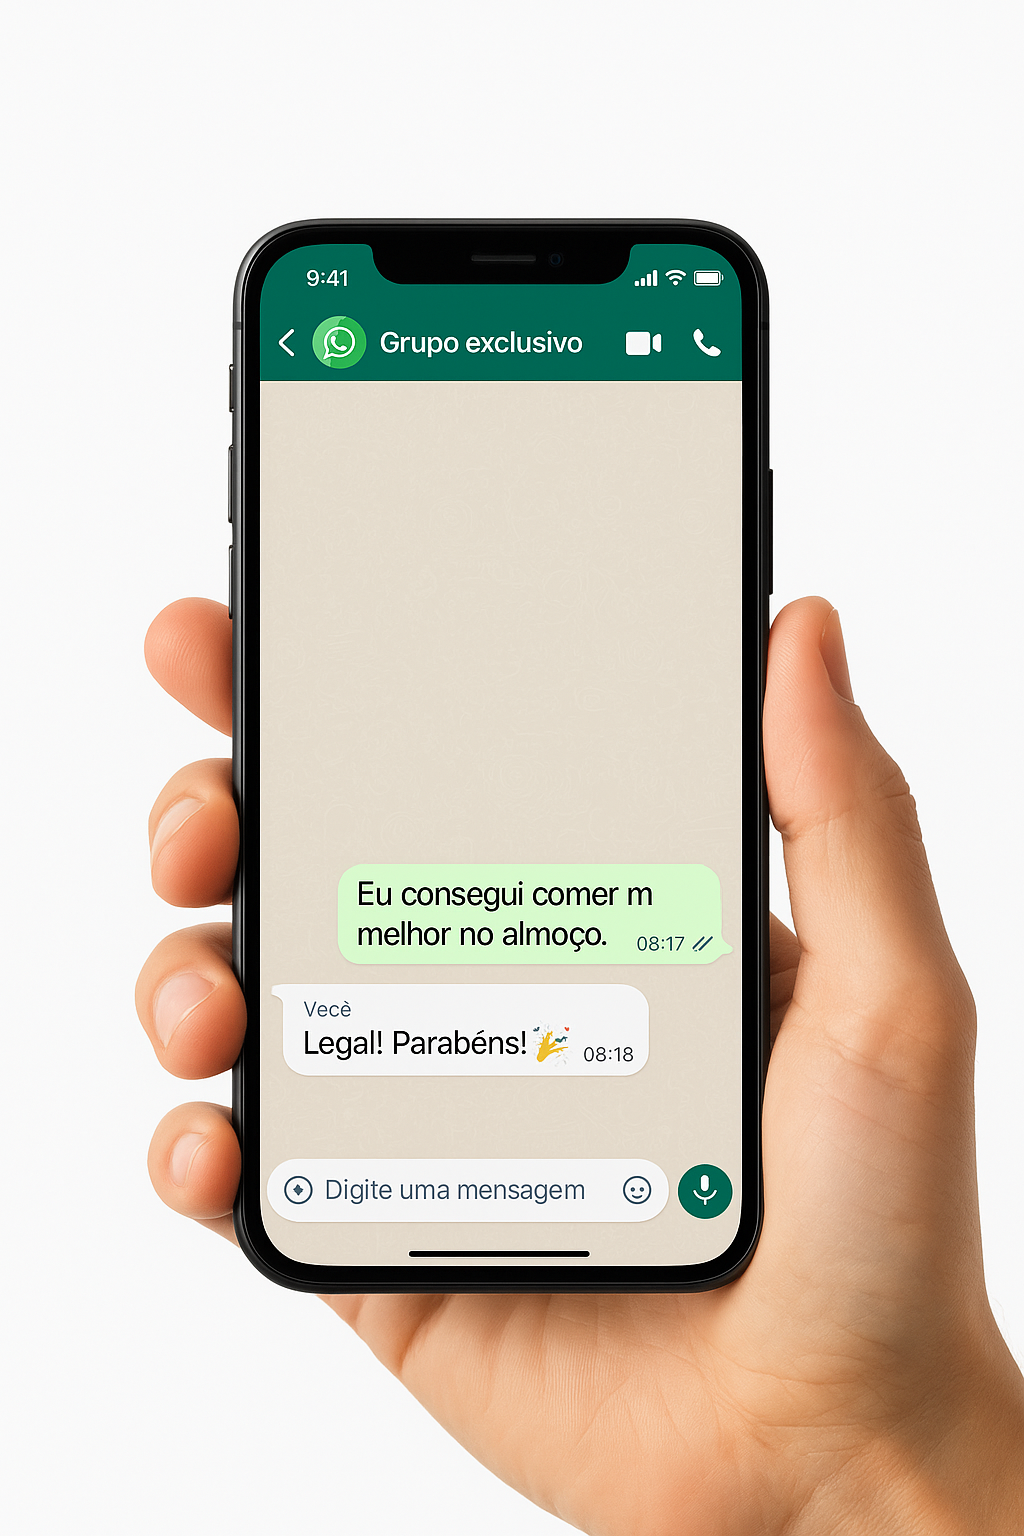 9:41
Grupo exclusivo
Eu consegui comer m
melhor no almoço.
08:17
Vecè
Legal! Parabéns!
08:18
Digite uma mensagem